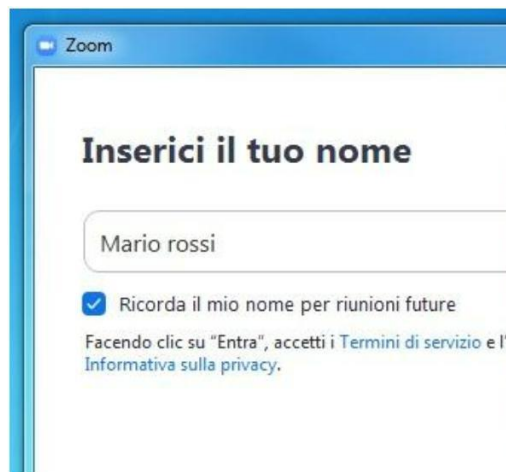 Zoom
Inserici il tuo nome
Mario rossi
Ricorda il mio nome per riunioni future
Facendo clic su "Entra", accetti i Termini di servizio e l'
Informativa sulla privacy.